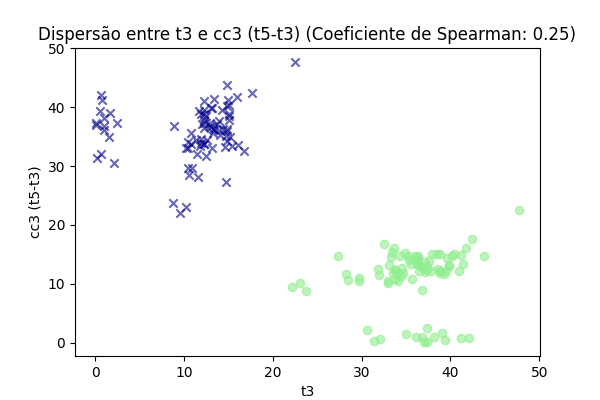 Dispersão entre t3 e cc3 (t5-t3) (Coeficiente de Spearman: 0.25)
50
40
30
20
10
0
cc3 (t5-t3)
0 10 20 30 40 50
t3